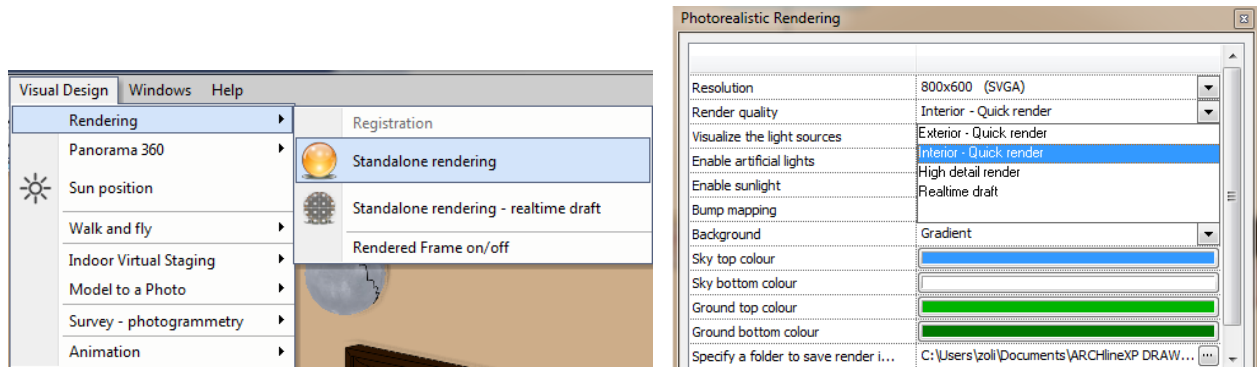 Visual Design Windows Help
Rendering
Panorama 360
Sun position
Walk and fly
Indoor Virtual Staging
Model to a Photo
Survey - photogrammetry
Animation
Registration
Standalone rendering
Standalone rendering - realtime draft
Rendered Frame on/off
Photorealistic Rendering
Resolution 800x600 (SVGA)
Render quality Interior - Quick render
Visualize the light sources Exterior - Quick render
Interior - Quick render
Enable artificial lights High detail render
Enable sunlight Realtime draft
Bump mapping
Background Gradient
Sky top colour
Sky bottom colour
Ground top colour
Ground bottom colour
Specify a folder to save render i... C:\Users\zoli\Documents\ARCHlineXP DRAW... ...